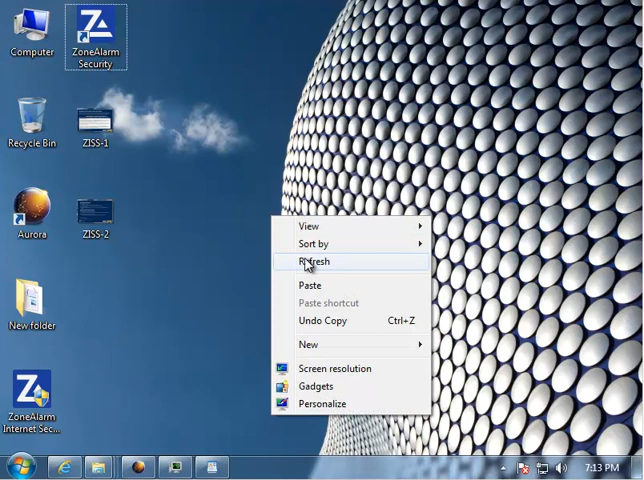 Computer
ZoneAlarm
Security
Recycle Bin
ZISS-1
Aurora
ZISS-2
New folder
ZoneAlarm
Internet Sec...
View
Sort by
Refresh
Paste
Paste shortcut
Undo Copy Ctrl+Z
New
Screen resolution
Gadgets
Personalize
7:13 PM